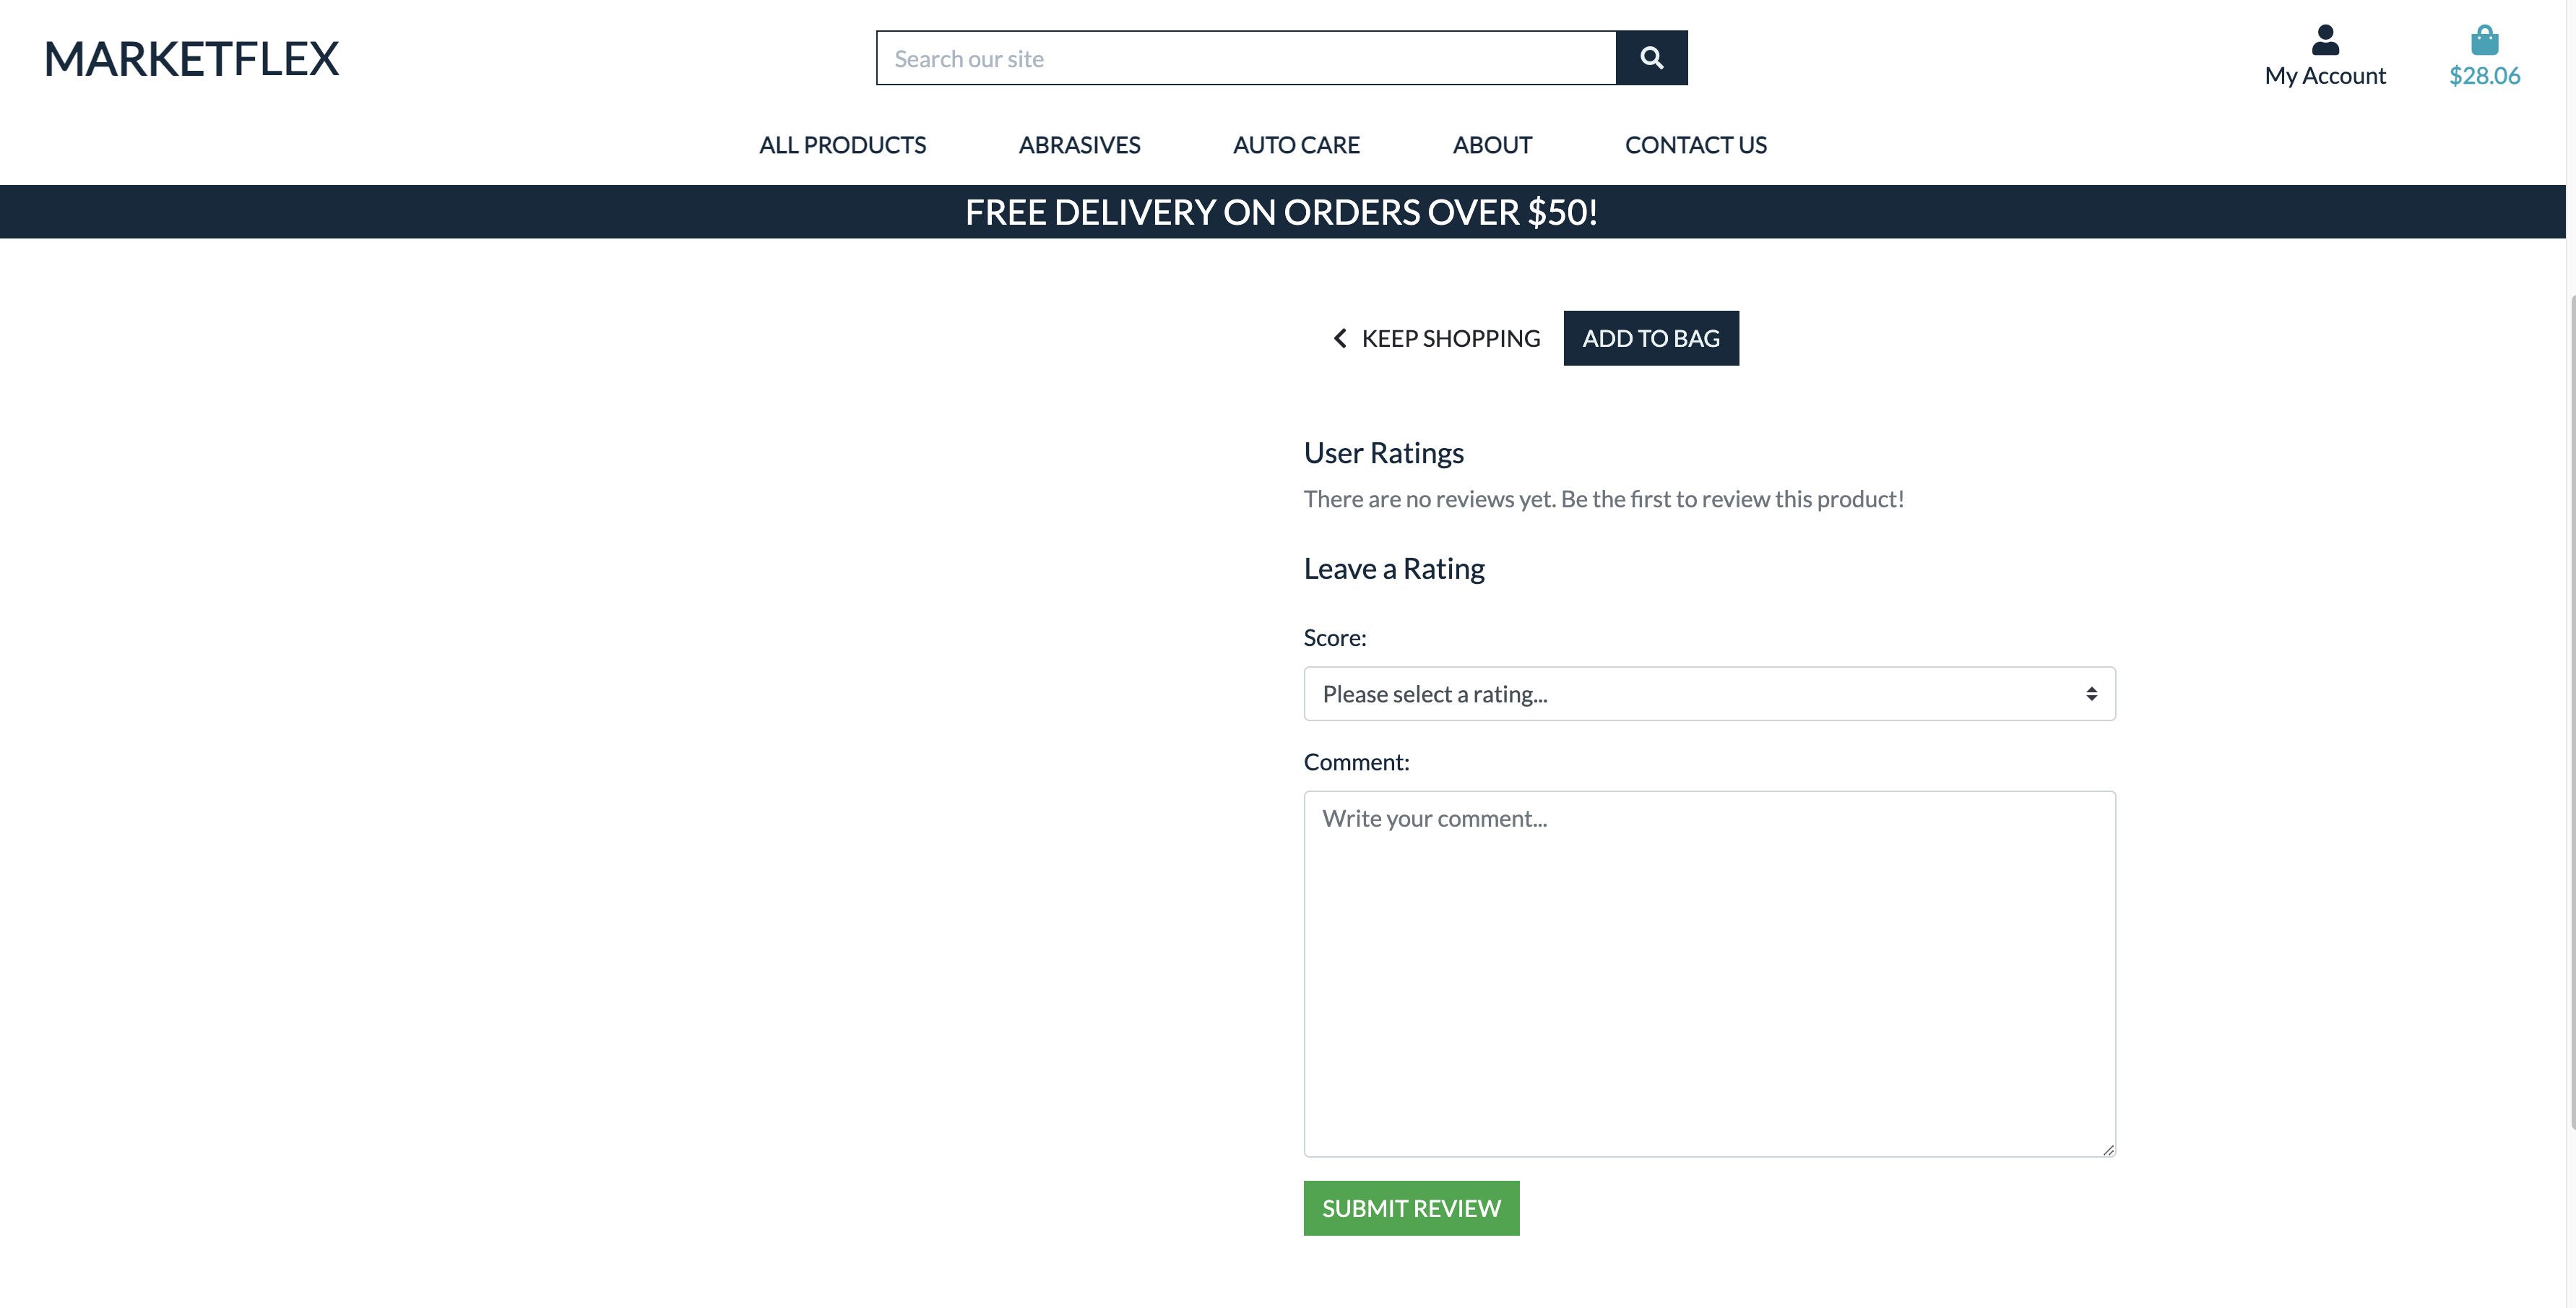 MARKETFLEX
Search our site
My Account
$28.06
ALL PRODUCTS
ABRASIVES
AUTO CARE
ABOUT
CONTACT US
FREE DELIVERY ON ORDERS OVER $50!
KEEP SHOPPING
ADD TO BAG
User Ratings
There are no reviews yet. Be the first to review this product!
Leave a Rating
Score:
Please select a rating...
Comment:
Write your comment...
SUBMIT REVIEW